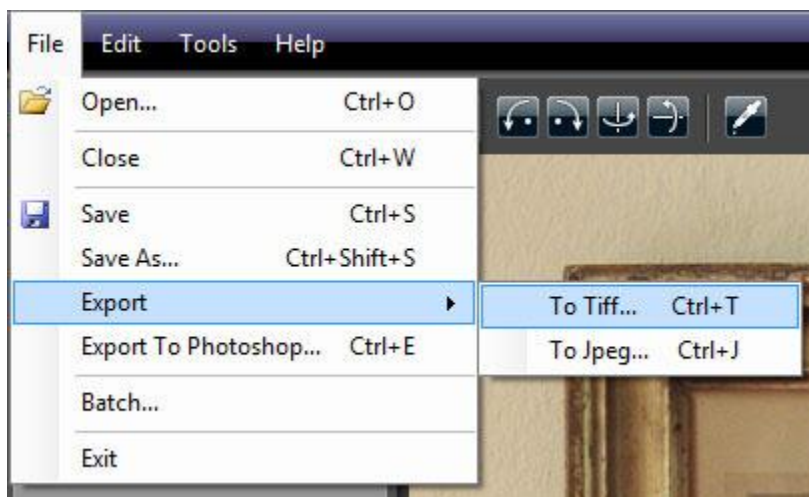 File Edit Tools Help
Open... Ctrl+O
Close Ctrl+W
Save Ctrl+S
Save As... Ctrl+Shift+S
Export
To Tiff... Ctrl+T
Export To Photoshop... Ctrl+E
To Jpeg... Ctrl+J
Batch...
Exit